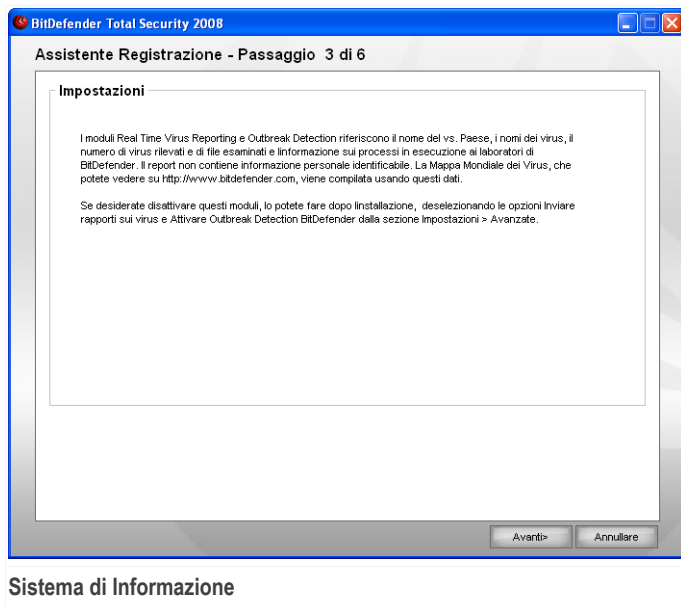 BitDefender Total Security 2008
Assistente Registrazione - Passaggio 3 di 6
Impostazioni
I moduli Real Time Virus Reporting e Outbreak Detection riferiscono il nome del vs. Paese, i nomi dei virus, il
numero di virus rilevati e di file esaminati e linformazione sui processi in esecuzione ai laboratori di
BitDefender. Il report non contiene informazione personale identificabile. La Mappa Mondiale dei Virus, che
potete vedere su http://www.bitdefender.com, viene compilata usando questi dati.
Se desiderate disattivare questi moduli, lo potete fare dopo linstallazione, deselezionando le opzioni Inviare
rapporti sui virus e Attivare Outbreak Detection BitDefender dalla sezione Impostazioni > Avanzate.
Avanti>
Annullare
Sistema di Informazione